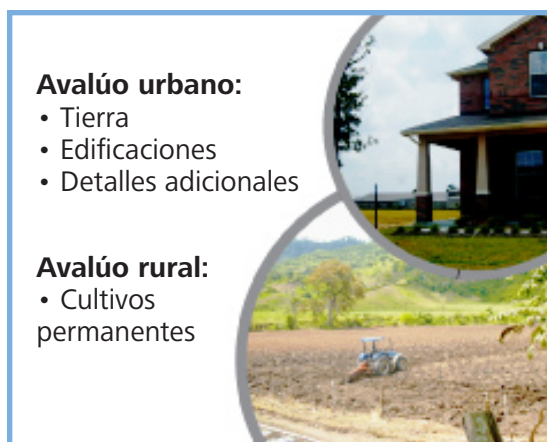 Avalúo urbano:
• Tierra
• Edificaciones
• Detalles adicionales
Avalúo rural:
• Cultivos
permanentes